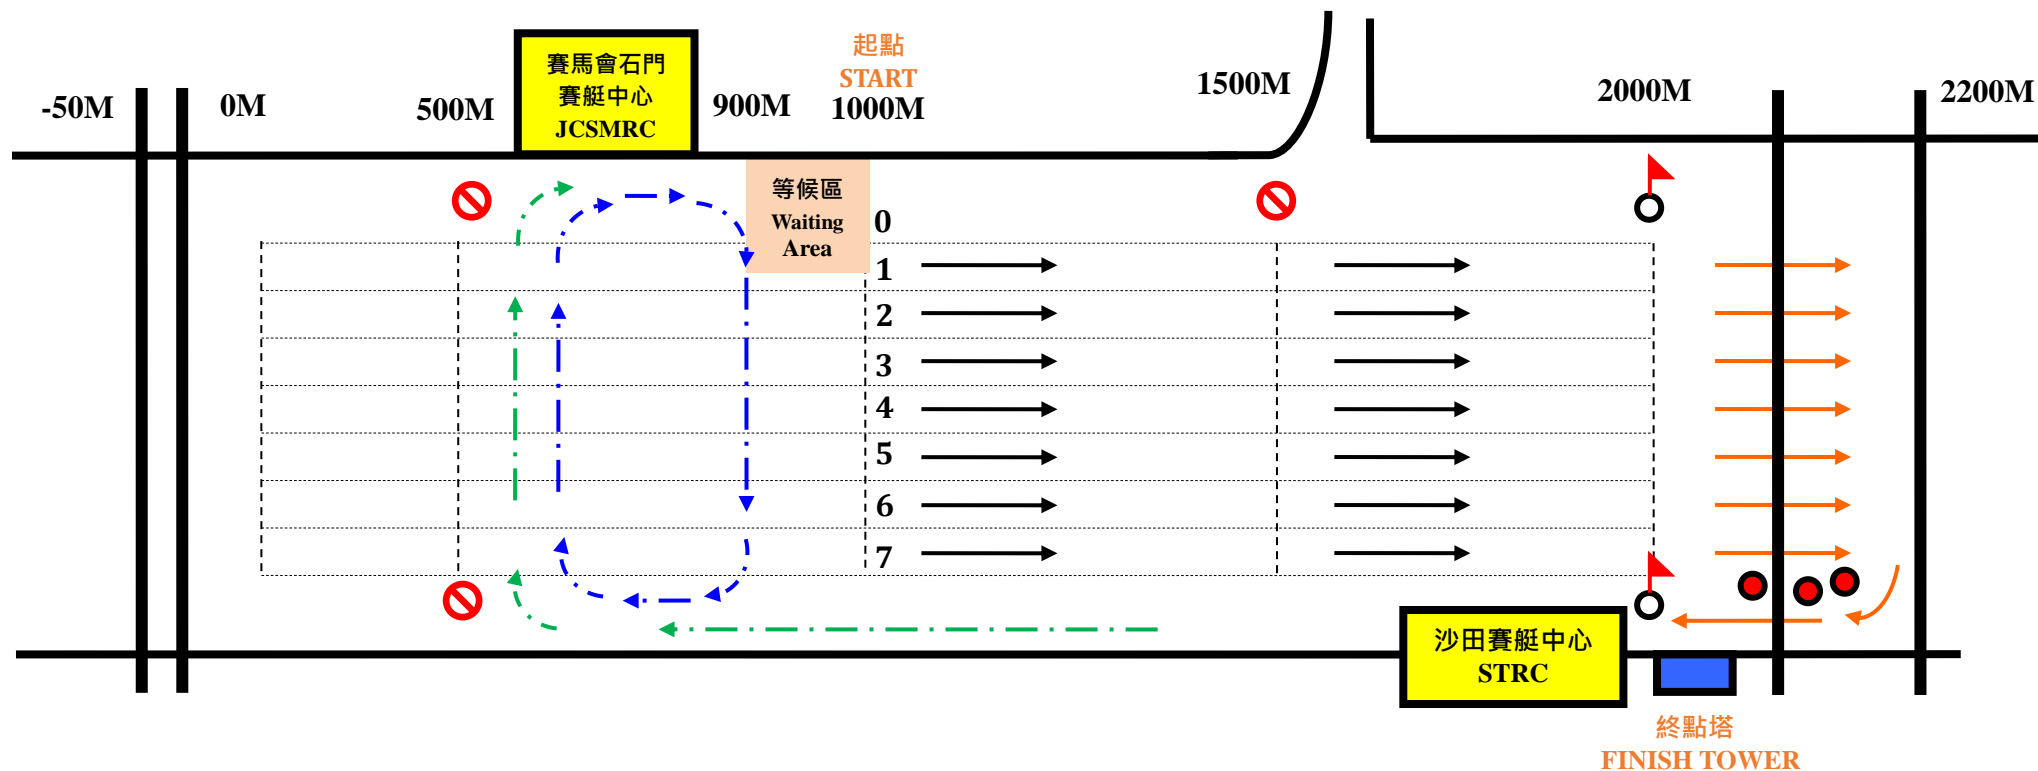 -50M
0M
500M
賽馬會石門
賽艇中心
JCSMRC
900M
起點
START
1000M
1500M
2000M
2200M
等候區
Waiting
Area
0
1
2
3
4
5
6
7
沙田賽艇中心
STRC
終點塔
FINISH TOWER